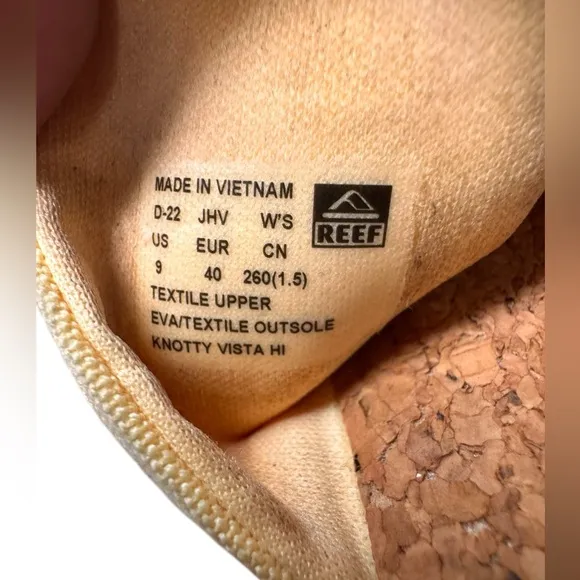 MADE IN VIETNAM
D-22 JHV W'S
US EUR CN
9 40 260(1.5)
TEXTILE UPPER
EVA/TEXTILE OUTSOLE
KNOTTY VISTA HI
REEF